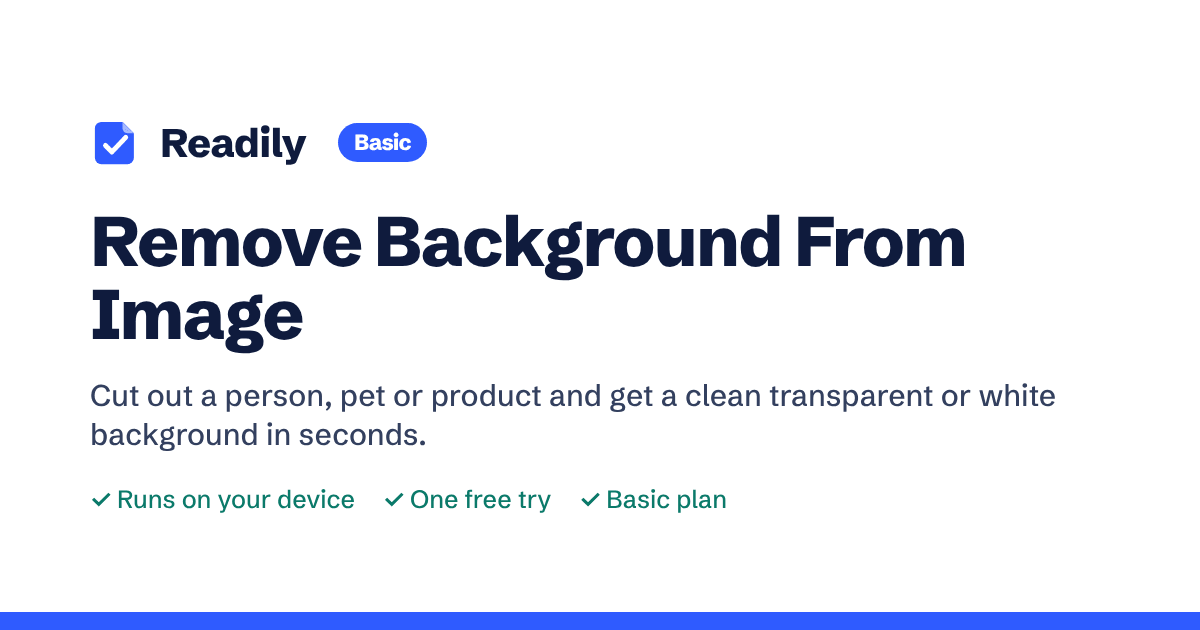 Readily Basic
Remove Background From
Image
Cut out a person, pet or product and get a clean transparent or white
background in seconds.
✓ Runs on your device ✓ One free try ✓ Basic plan